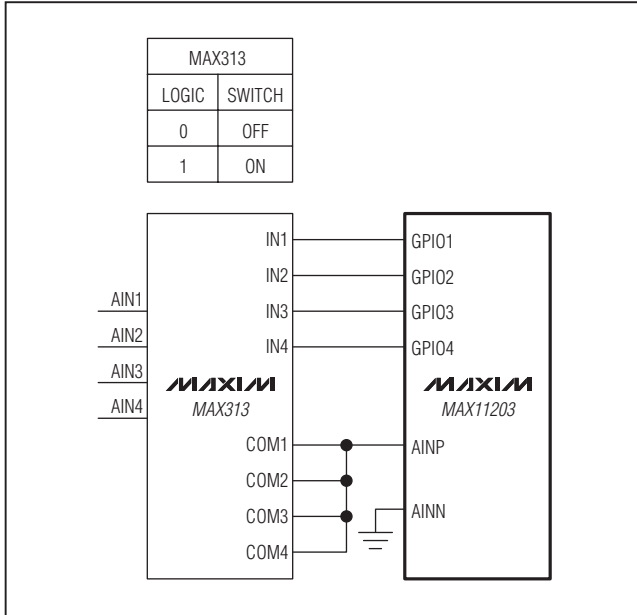 MAX313
LOGIC SWITCH
0 OFF
1 ON
IN1 GPIO1
IN2 GPIO2
AIN1 IN3 GPIO3
AIN2 IN4 GPIO4
AIN3
AIN4
MAXIM MAXIM
MAX313 MAX11203
COM1 AINP
COM2
COM3 AINN
COM4